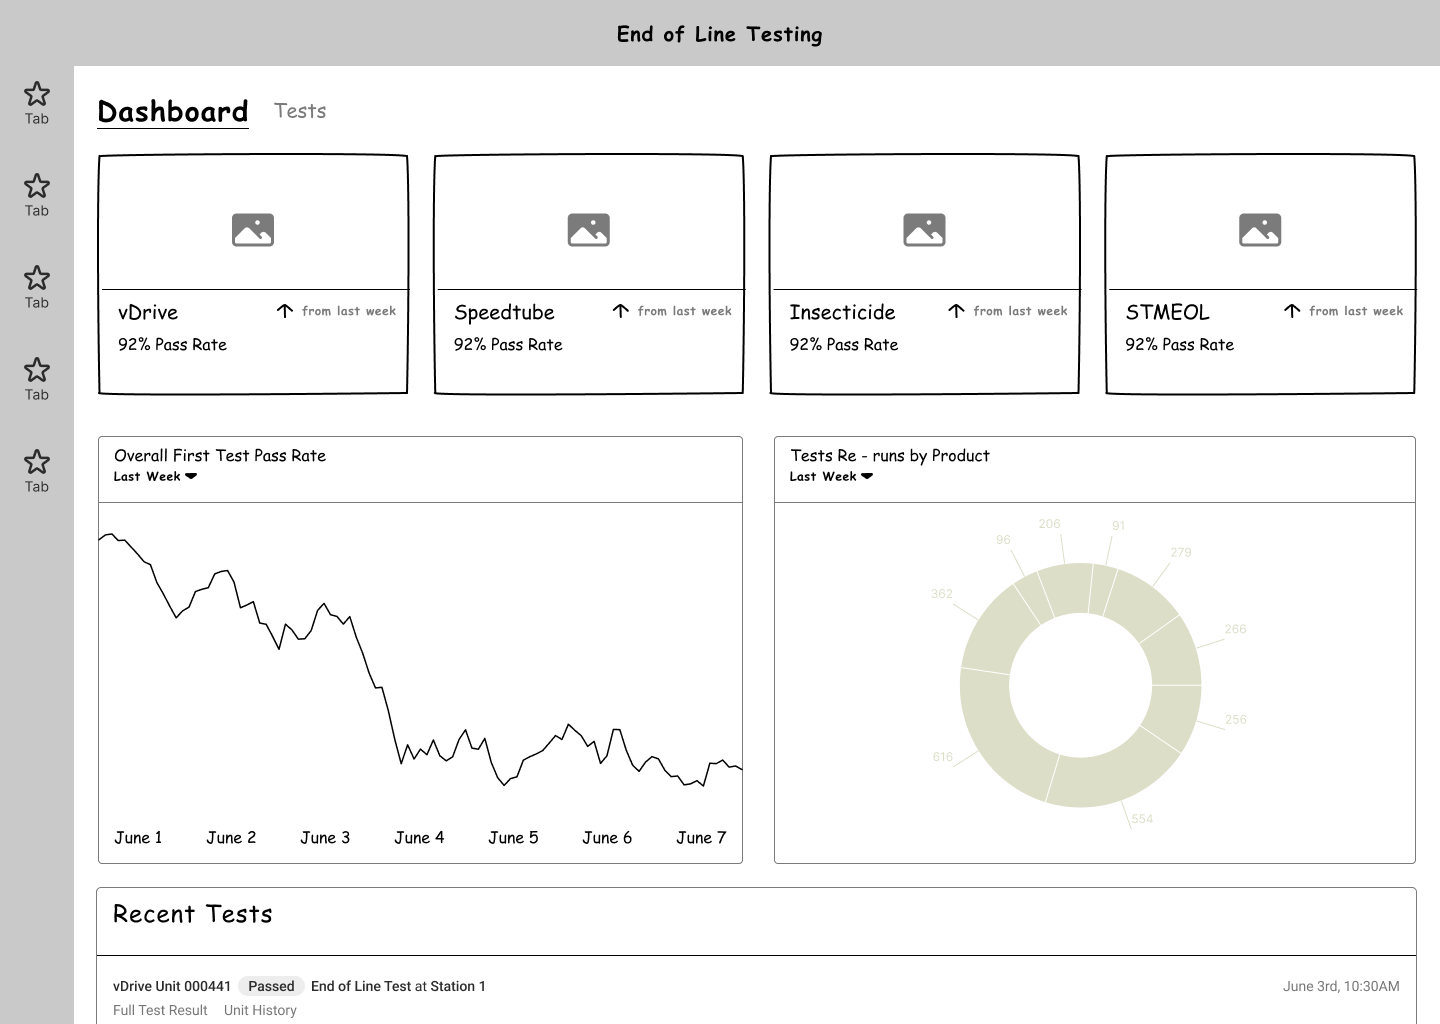 End of Line Testing
Tab
Tab
Tab
Tab
Tab
Dashboard Tests
vDrive from last week
92% Pass Rate
Speedtube from last week
92% Pass Rate
Insecticide from last week
92% Pass Rate
STMEOL from last week
92% Pass Rate
Overall First Test Pass Rate
Last Week
June 1 June 2 June 3 June 4 June 5 June 6 June 7
Tests Re - runs by Product
Last Week
206
91
96
279
362
266
256
616
554
Recent Tests
vDrive Unit 000441 Passed End of Line Test at Station 1 June 3rd, 10:30AM
Full Test Result Unit History